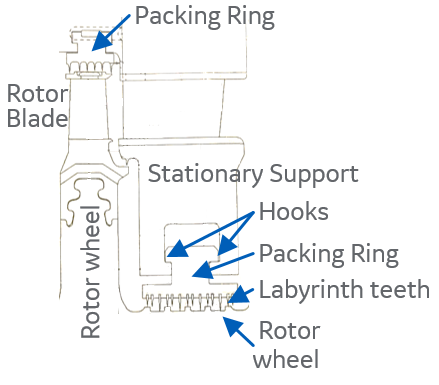 Packing Ring
Rotor
Blade
Stationary Support
Hooks
Rotor wheel
Packing Ring
Labyrinth teeth
Rotor
wheel